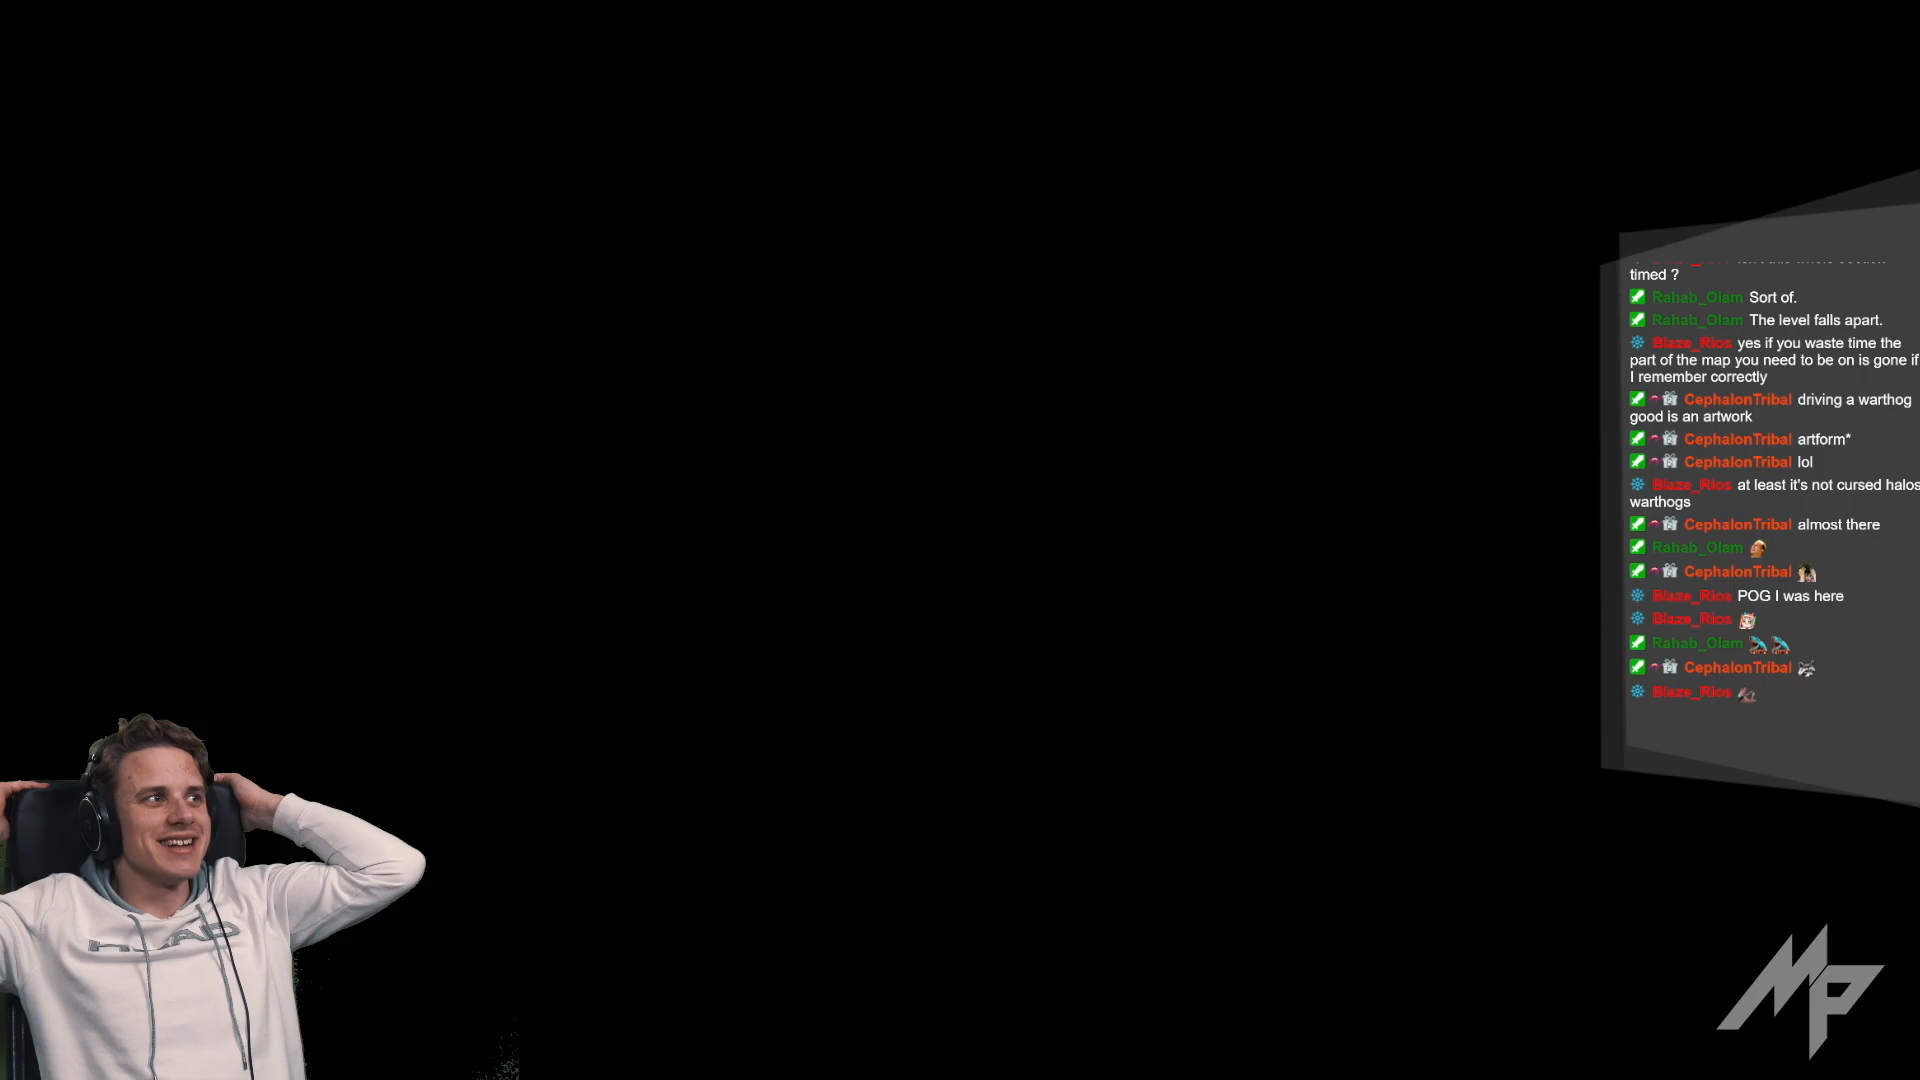 timed ?
Rahab_Olam Sort of.
Rahab_Olam The level falls apart.
Blaze_Rios yes if you waste time the
part of the map you need to be on is gone if
I remember correctly
CephalonTribal driving a warthog
good is an artwork
CephalonTribal artform*
CephalonTribal lol
Blaze_Rios at least it's not cursed halos
warthogs
CephalonTribal almost there
Rahab_Olam
CephalonTribal
Blaze_Rios POG I was here
Blaze_Rios
Rahab_Olam
CephalonTribal
Blaze_Rios
HEAD
MP